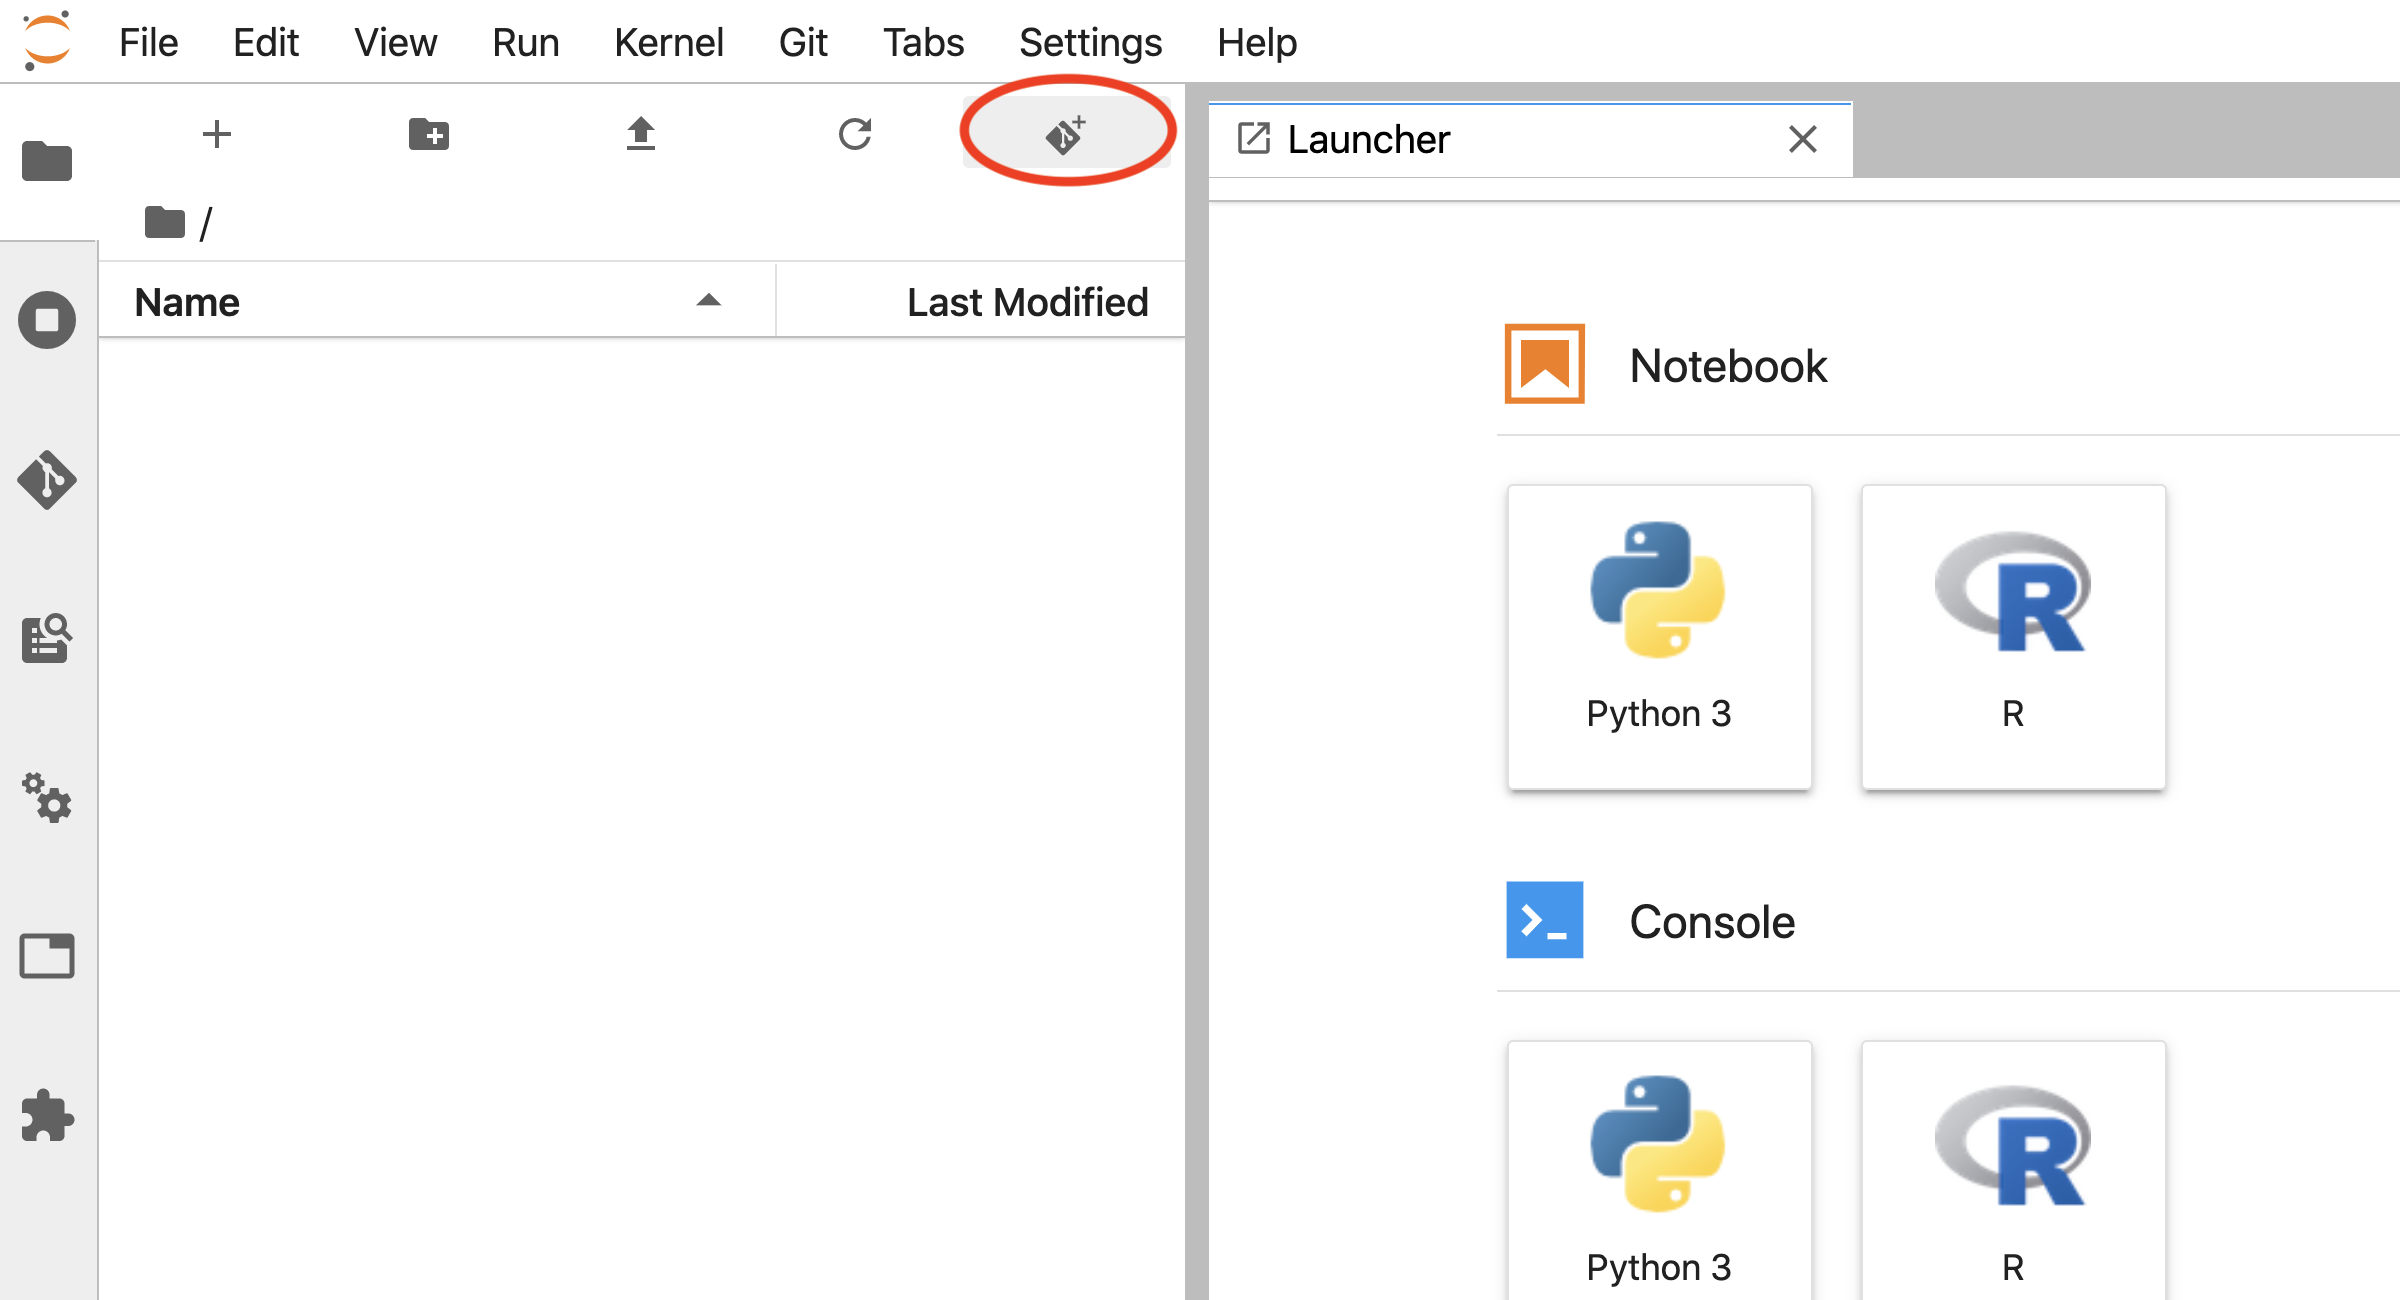 File Edit View Run Kernel Git Tabs Settings Help
Launcher
/
Name Last Modified
Notebook
Python 3 R
Console
Python 3 R